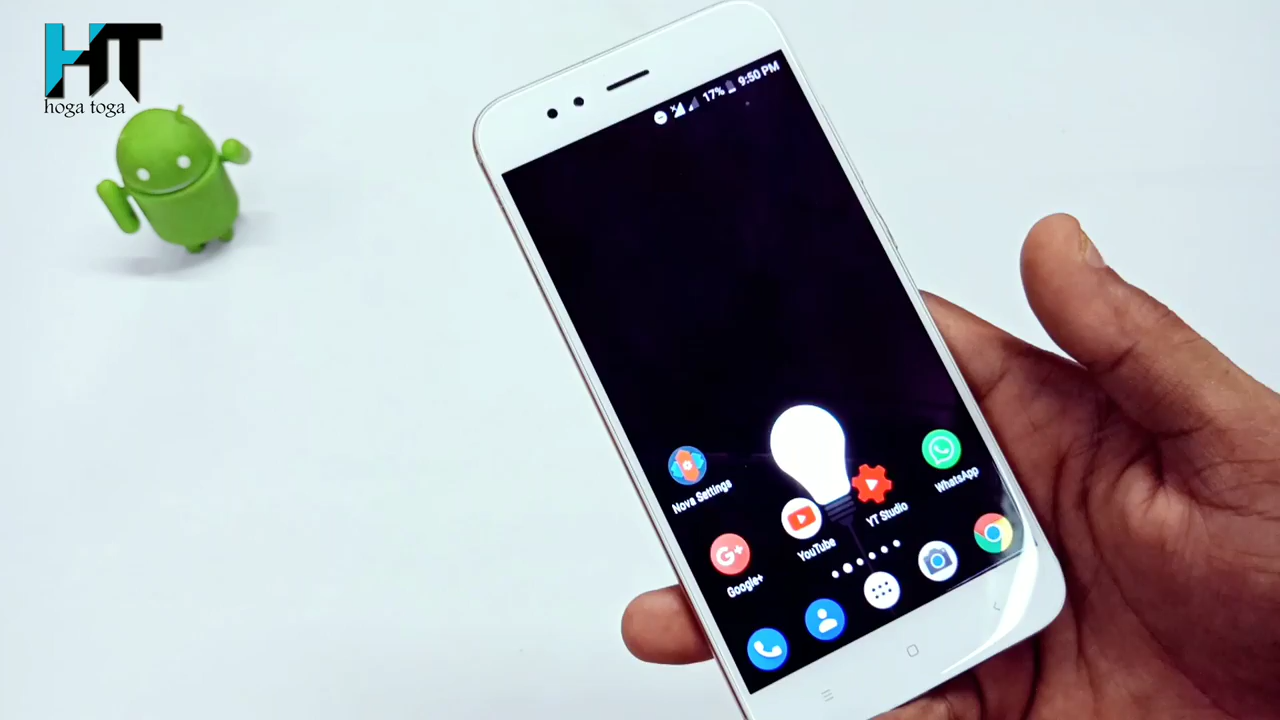 HT
hoga toga
17% 9:50 PM
Nova Settings
WhatsApp
YT Studio
YouTube
G+
Google+